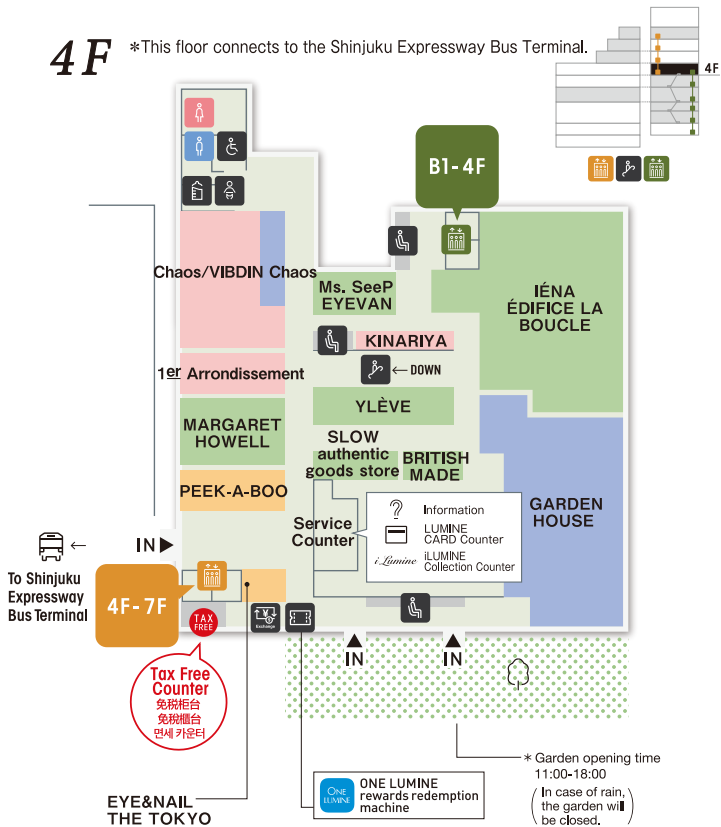 4F
*This floor connects to the Shinjuku Expressway Bus Terminal.
4F
B1-4F
Chaos/VIBDIN Chaos
Ms. SeeP
EYEVAN
IÉNA
ÉDIFICE LA
BOUCLE
KINARIYA
←DOWN
1er Arrondissement
YLÈVE
MARGARET
HOWELL
SLOW
authentic
goods store
BRITISH
MADE
PEEK-A-BOO
Service
Counter
? Information
LUMINE
CARD Counter
i Lumine
iLUMINE
Collection Counter
GARDEN
HOUSE
IN
←
To Shinjuku
Expressway
Bus Terminal
4F-7F
TAX
FREE
¥
Exchange
IN
IN
Tax Free
Counter
免税柜台
免稅櫃台
면세 카운터
* Garden opening time
11:00-18:00
(In case of rain,
the garden will
be closed.)
ONE
LUMINE
ONE LUMINE
rewards redemption
machine
EYE&NAIL
THE TOKYO